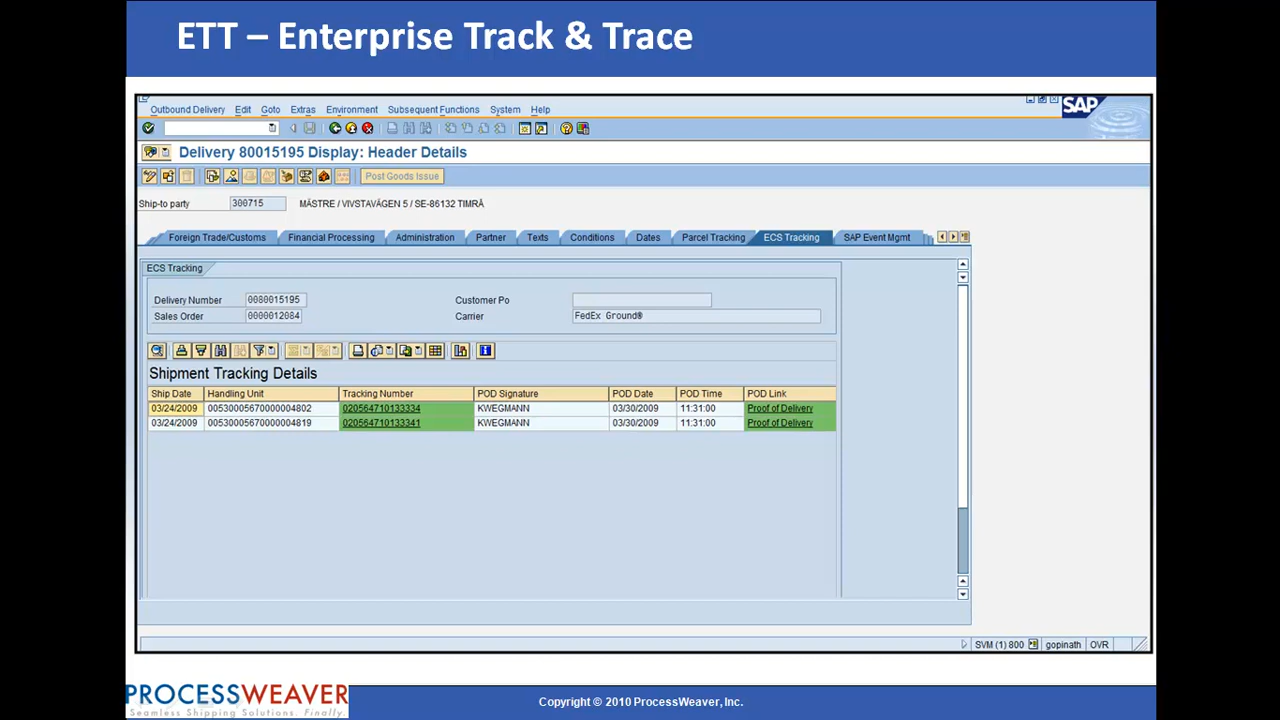 ETT – Enterprise Track & Trace
Outbound Delivery Edit Goto Extras Environment Subsequent Functions System Help
SAP
Delivery 80015195 Display: Header Details
Post Goods Issue
Ship-to party 300715 MÄSTRE / VIVSTAVÄGEN 5 / SE-86132 TIMRÅ
Foreign Trade/Customs Financial Processing Administration Partner Texts Conditions Dates Parcel Tracking ECS Tracking SAP Event Mgmt
ECS Tracking
Delivery Number 0080015195 Customer Po
Sales Order 0000012084 Carrier FedEx Ground®
Shipment Tracking Details
Ship Date Handling Unit Tracking Number POD Signature POD Date POD Time POD Link
03/24/2009 00530005670000004802 020564710133334 KWEGMANN 03/30/2009 11:31:00 Proof of Delivery
03/24/2009 00530005670000004819 020564710133341 KWEGMANN 03/30/2009 11:31:00 Proof of Delivery
SVM (1) 800 gopinath OVR
PROCESSWEAVER
Seamless Shipping Solutions. Finally.
Copyright © 2010 ProcessWeaver, Inc.